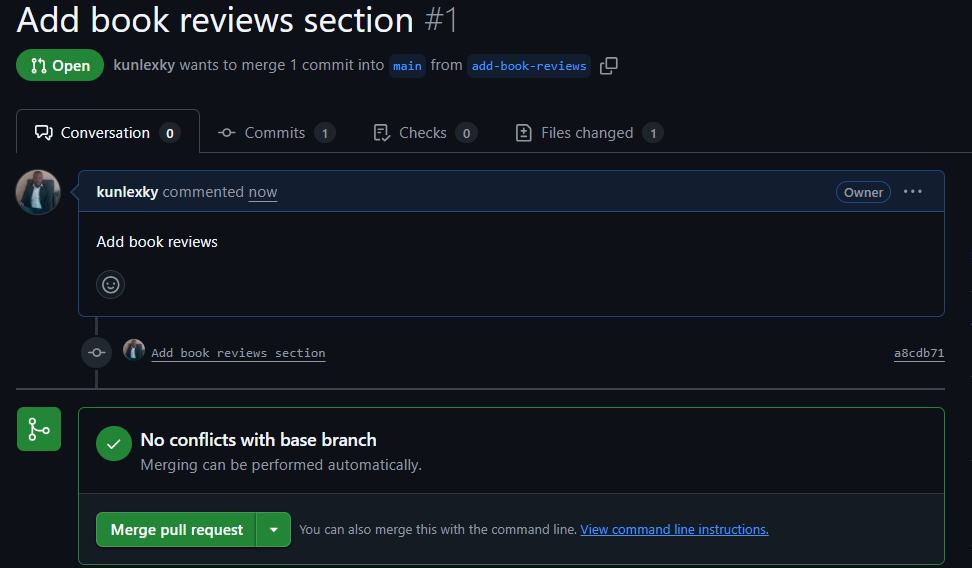 Add book reviews section #1
Open kunlexky wants to merge 1 commit into main from add-book-reviews
Conversation 0 Commits 1 Checks 0 Files changed 1
kunlexky commented now Owner
Add book reviews
Add book reviews section a8cdb71
No conflicts with base branch
Merging can be performed automatically.
Merge pull request You can also merge this with the command line. View command line instructions.